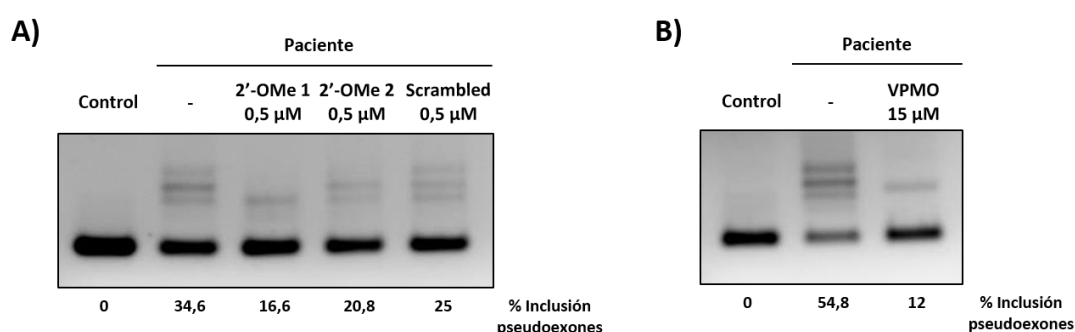 A)
Paciente
Control
-
2'-OMe 1
0,5 µM
2'-OMe 2
0,5 µM
Scrambled
0,5 µM
0
34,6
16,6
20,8
25
% Inclusión
pseudoexones
B)
Paciente
Control
-
VPMO
15 µM
0
54,8
12
% Inclusión
pseudoexones